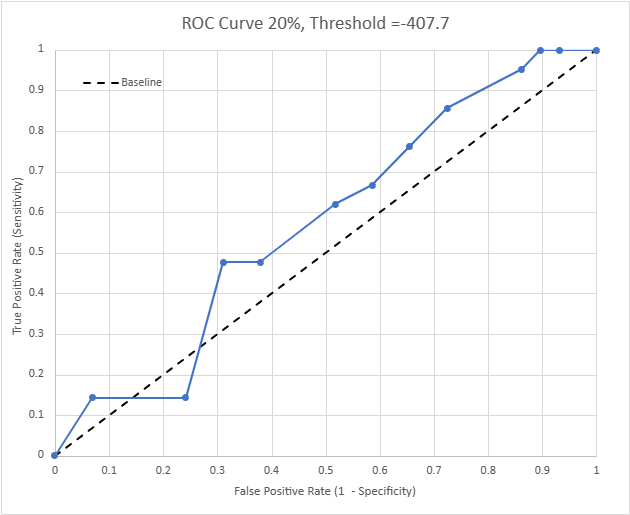 ROC Curve 20%, Threshold =-407.7
1
0.9
0.8
0.7
0.6
0.5
0.4
0.3
0.2
0.1
0
Baseline
True Positive Rate (Sensitivity)
0 0.1 0.2 0.3 0.4 0.5 0.6 0.7 0.8 0.9 1
False Positive Rate (1 - Specificity)